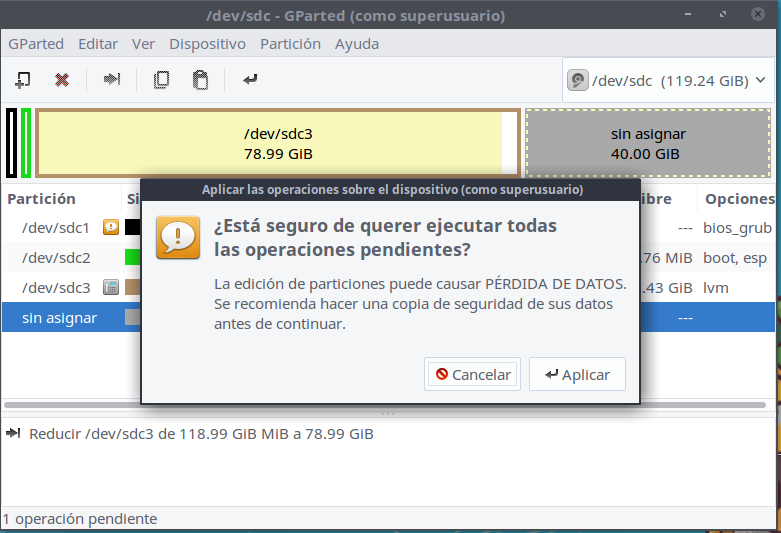 /dev/sdc - GParted (como superusuario)
GParted Editar Ver Dispositivo Partición Ayuda
/dev/sdc (119.24 GiB)
/dev/sdc3
78.99 GiB
sin asignar
40.00 GiB
Partición Si ibre Opciones
/dev/sdc1 --- bios_grub
/dev/sdc2 .76 MiB boot, esp
/dev/sdc3 .43 GiB lvm
sin asignar ---
Aplicar las operaciones sobre el dispositivo (como superusuario)
¿Está seguro de querer ejecutar todas
las operaciones pendientes?
La edición de particiones puede causar PÉRDIDA DE DATOS.
Se recomienda hacer una copia de seguridad de sus datos
antes de continuar.
Cancelar Aplicar
Reducir /dev/sdc3 de 118.99 GiB MiB a 78.99 GiB
1 operación pendiente